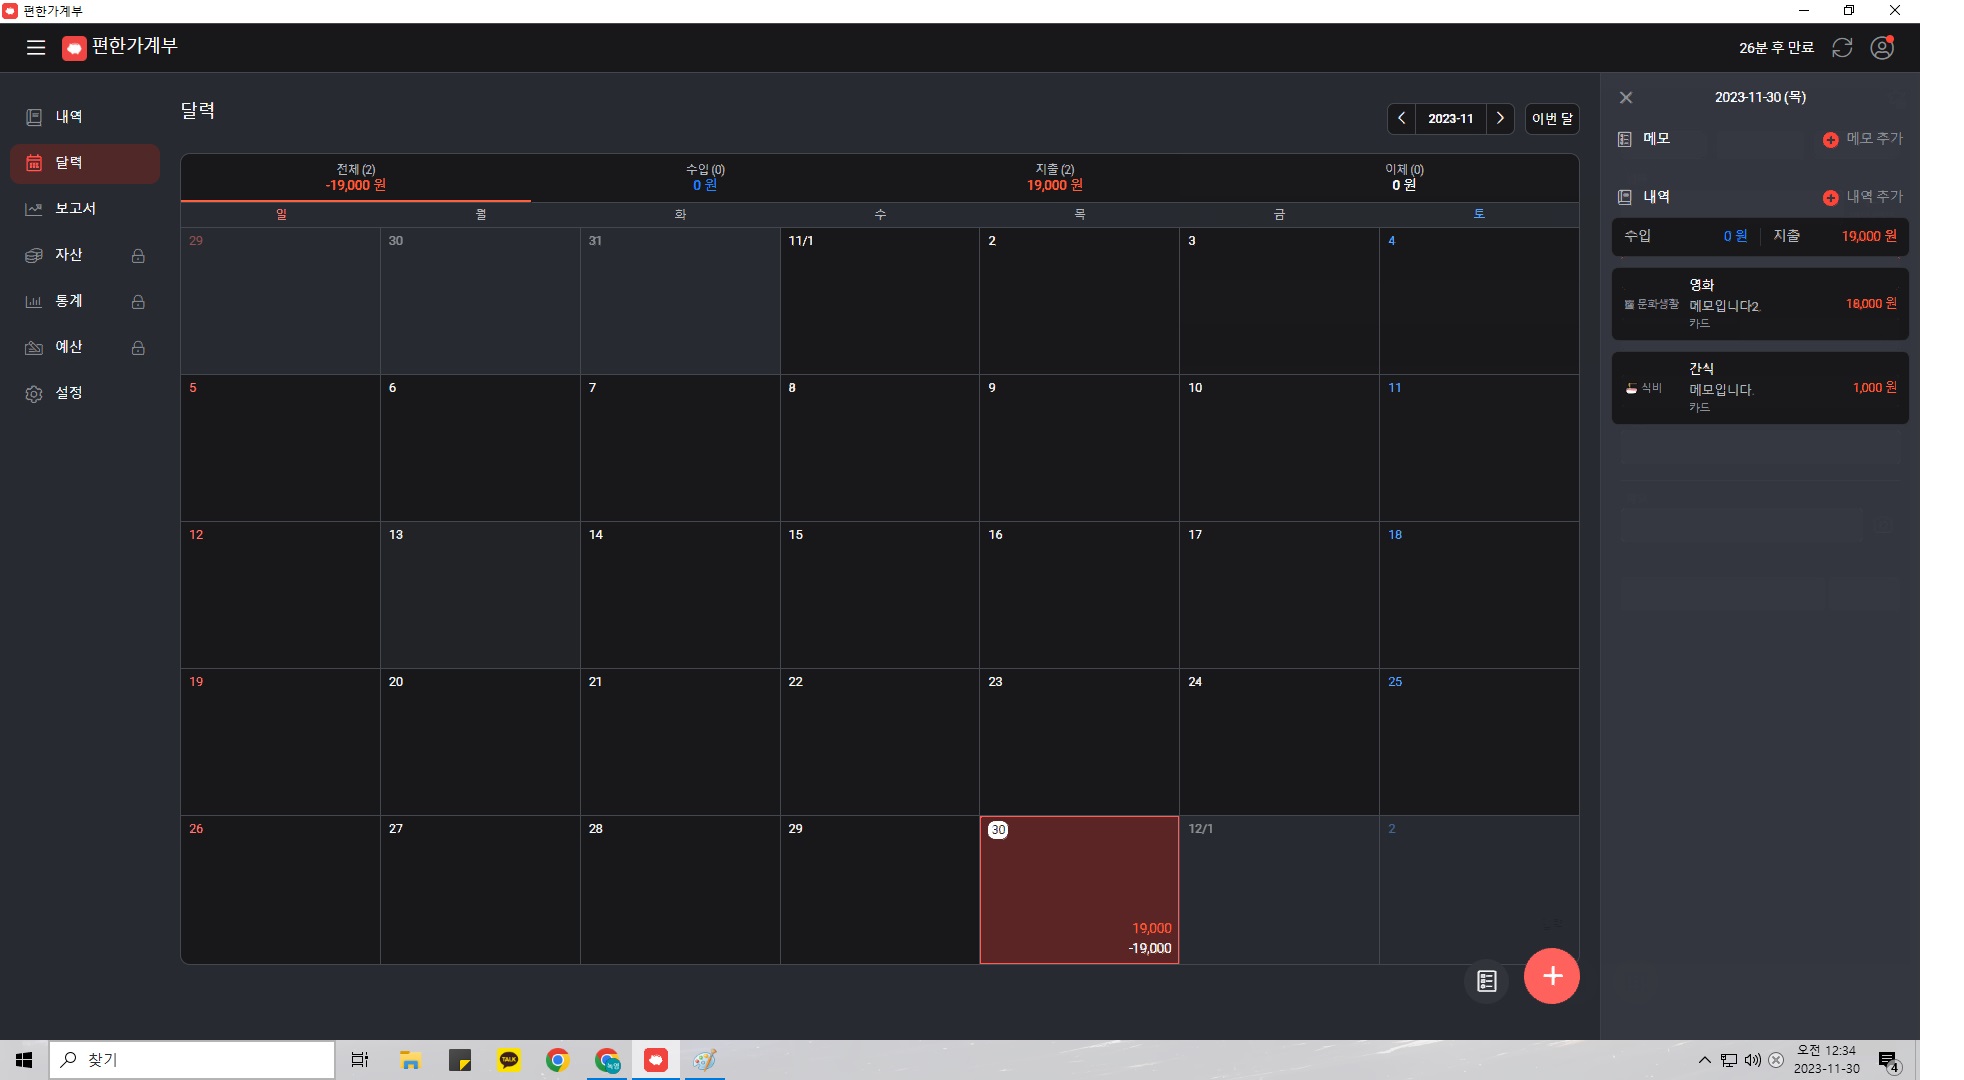 편한가계부
편한가계부
26분 후 만료
내역
달력
보고서
자산
통계
예산
설정
달력
2023-11
이번 달
전체 (2)
-19,000 원
수입 (0)
0 원
지출 (2)
19,000 원
이체 (0)
0 원
일 월 화 수 목 금 토
29 30 31 11/1 2 3 4
5 6 7 8 9 10 11
12 13 14 15 16 17 18
19 20 21 22 23 24 25
26 27 28 29 30 12/1 2
19,000
-19,000
2023-11-30 (목)
메모
메모 추가
내역
내역 추가
수입 0 원 지출 19,000 원
영화
문화생활 메모입니다2. 18,000 원
카드
간식
식비 메모입니다. 1,000 원
카드
찾기
TALK
오전 12:34
2023-11-30
4